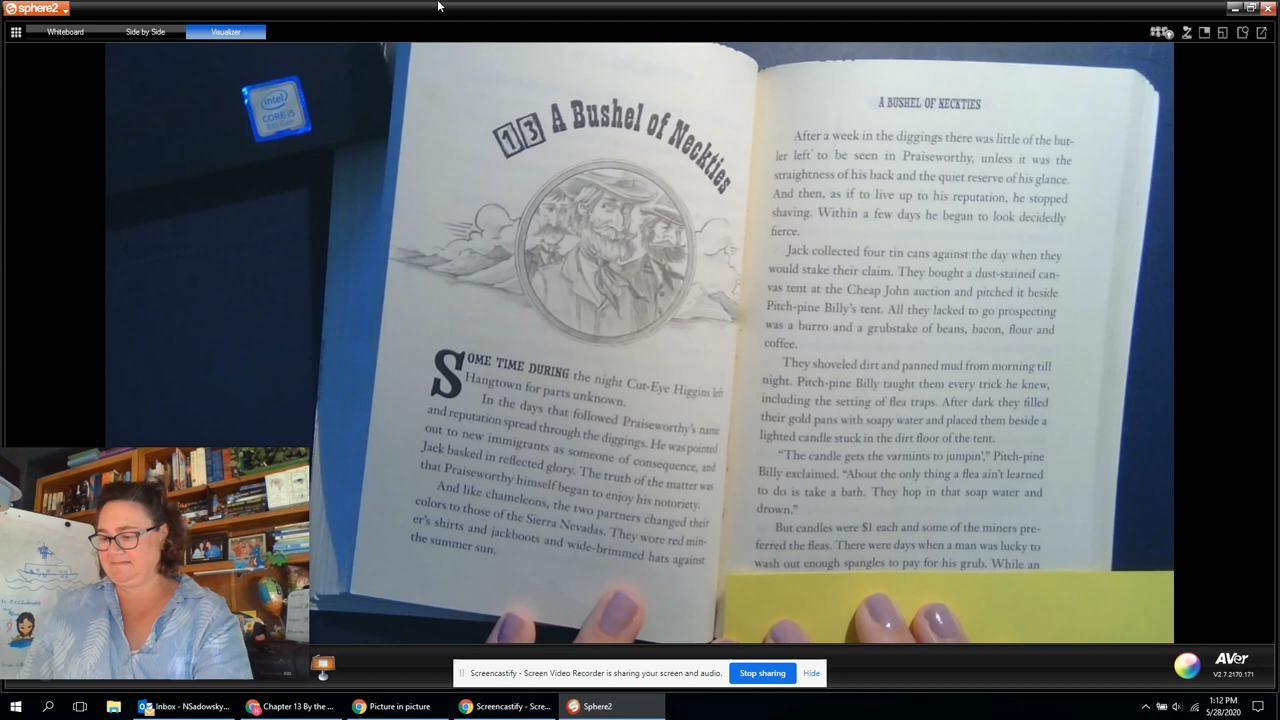 sphere2
Whiteboard
Side by Side
Visualizer
intel
CORE i5
8th Gen
13 A Bushel of Neckties
SOME TIME DURING the night Cut-Eye Higgins left
Hangtown for parts unknown.
In the days that followed Praiseworthy's name
and reputation spread through the diggings. He was pointed
out to new immigrants as someone of consequence, and
Jack basked in reflected glory. The truth of the matter was
that Praiseworthy himself began to enjoy his notoriety.
And like chameleons, the two partners changed their
colors to those of the Sierra Nevadas. They wore red min-
er's shirts and jackboots and wide-brimmed hats against
the summer sun.
A BUSHEL OF NECKTIES
After a week in the diggings there was little of the but-
ler left to be seen in Praiseworthy, unless it was the
straightness of his back and the quiet reserve of his glance.
And then, as if to live up to his reputation, he stopped
shaving. Within a few days he began to look decidedly
fierce.
Jack collected four tin cans against the day when they
would stake their claim. They bought a dust-stained can-
vas tent at the Cheap John auction and pitched it beside
Pitch-pine Billy's tent. All they lacked to go prospecting
was a burro and a grubstake of beans, bacon, flour and
coffee.
They shoveled dirt and panned mud from morning till
night. Pitch-pine Billy taught them every trick he knew,
including the setting of flea traps. After dark they filled
their gold pans with soapy water and placed them beside a
lighted candle stuck in the dirt floor of the tent.
"The candle gets the varmints to jumpin'," Pitch-pine
Billy exclaimed. "About the only thing a flea ain't learned
to do is take a bath. They hop in that soap water and
drown."
But candles were $1 each and some of the miners pre-
ferred the fleas. There were days when a man was lucky to
wash out enough spangles to pay for his grub. While an
Screencastify - Screen Video Recorder is sharing your screen and audio.
Stop sharing
Hide
AVer
V2.7.2170.171
Inbox - NSadowsky...
Chapter 13 By the ...
Picture in picture
Screencastify - Scre...
Sphere2
1:12 PM
5/28/2020